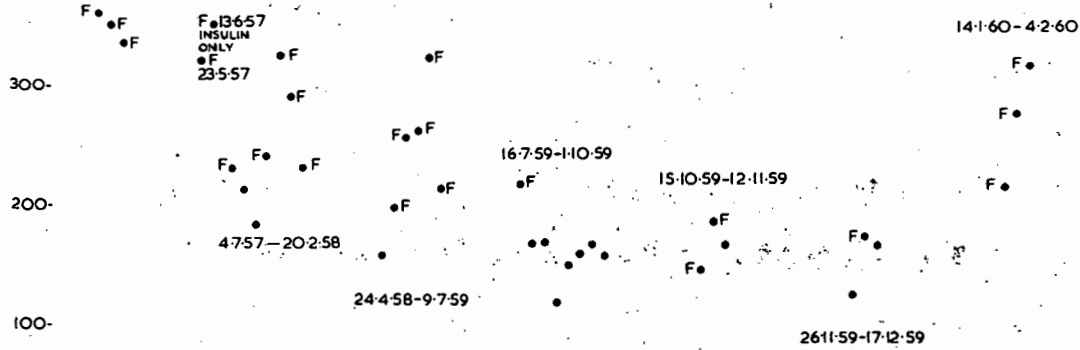 F
F
F
F 13·6·57
INSULIN
ONLY
F
23·5·57
F
F
14·1·60 – 4·2·60
F
F
300-
F
F
F
F
F
F
F
16·7·59–1·10·59
15·10·59–12·11·59
F
F
F
F
200-
F
F
F
4·7·57 — 20·2·58
F
24·4·58–9·7·59
100-
26·11·59–17·12·59